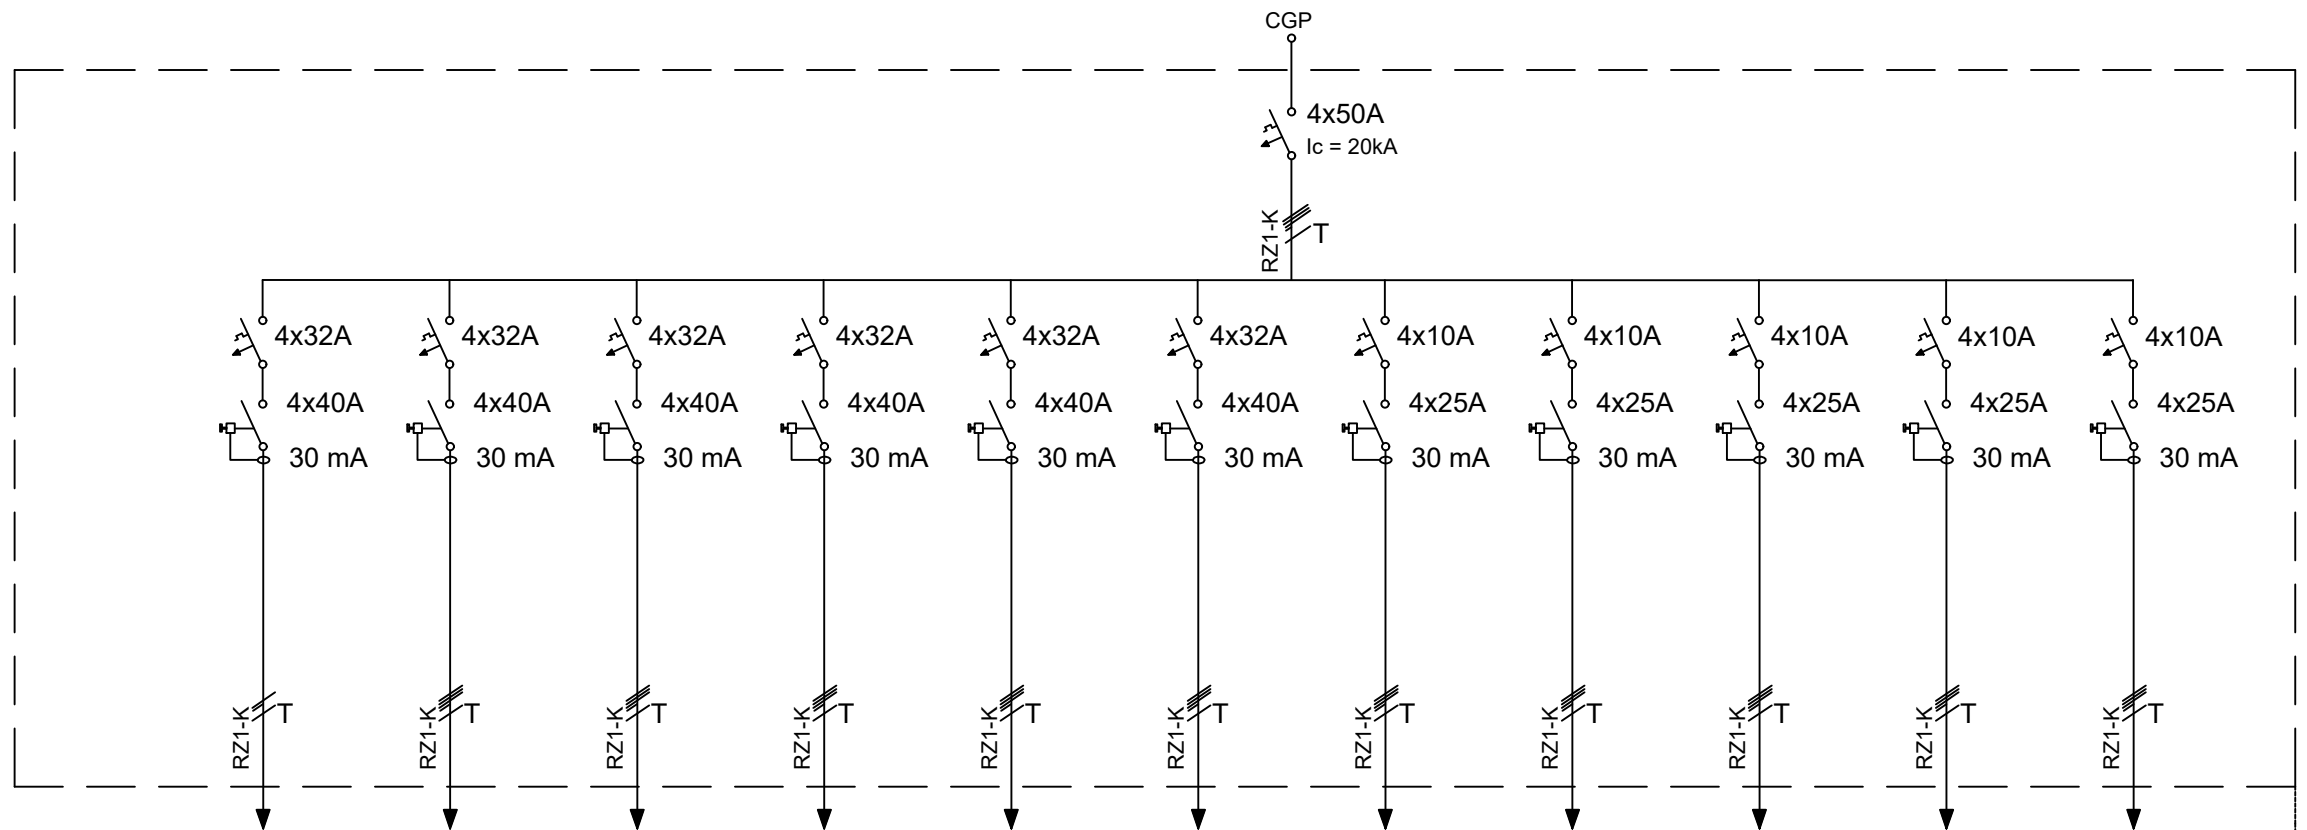 CGP
4x50A
Ic = 20kA
RZ1-K
T
4x32A
4x32A
4x32A
4x32A
4x32A
4x32A
4x10A
4x10A
4x10A
4x10A
4x10A
4x40A
4x40A
4x40A
4x40A
4x40A
4x40A
4x25A
4x25A
4x25A
4x25A
4x25A
30 mA
30 mA
30 mA
30 mA
30 mA
30 mA
30 mA
30 mA
30 mA
30 mA
30 mA
RZ1-K
T
RZ1-K
T
RZ1-K
T
RZ1-K
T
RZ1-K
T
RZ1-K
T
RZ1-K
T
RZ1-K
T
RZ1-K
T
RZ1-K
T
RZ1-K
T